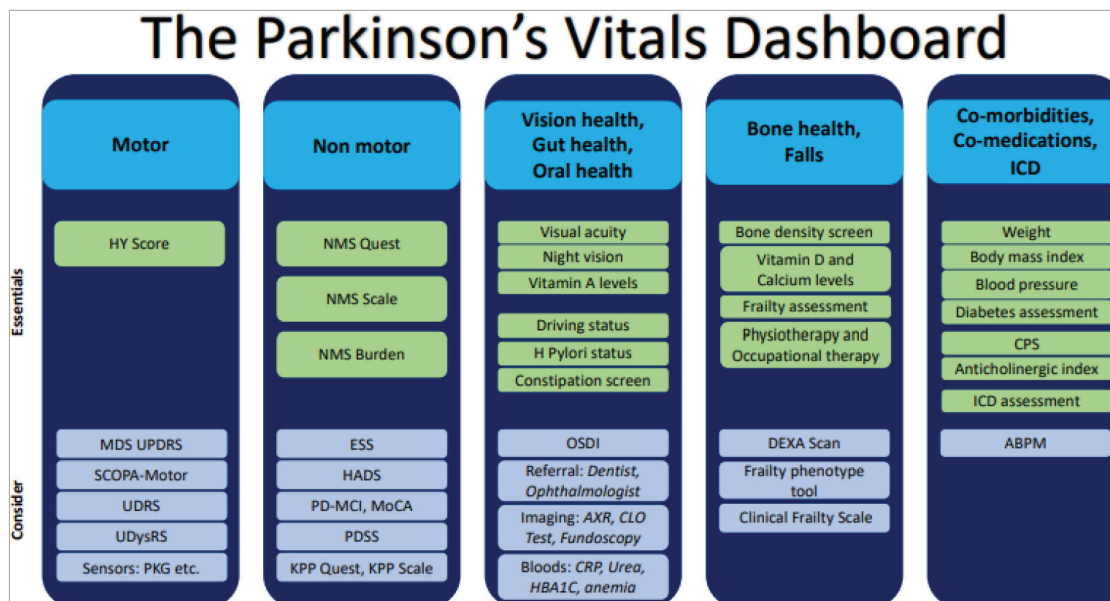 The Parkinson's Vitals Dashboard
Motor
Non motor
Vision health,
Gut health,
Oral health
Bone health,
Falls
Co-morbidities,
Co-medications,
ICD
Essentials
HY Score
NMS Quest
NMS Scale
NMS Burden
Visual acuity
Night vision
Vitamin A levels
Driving status
H Pylori status
Constipation screen
Bone density screen
Vitamin D and
Calcium levels
Frailty assessment
Physiotherapy and
Occupational therapy
Weight
Body mass index
Blood pressure
Diabetes assessment
CPS
Anticholinergic index
ICD assessment
Consider
MDS UPDRS
SCOPA-Motor
UDRS
UDysRS
Sensors: PKG etc.
ESS
HADS
PD-MCI, MoCA
PDSS
KPP Quest, KPP Scale
OSDI
Referral: Dentist,
Ophthalmologist
Imaging: AXR, CLO
Test, Fundoscopy
Bloods: CRP, Urea,
HBA1C, anemia
DEXA Scan
Frailty phenotype
tool
Clinical Frailty Scale
ABPM